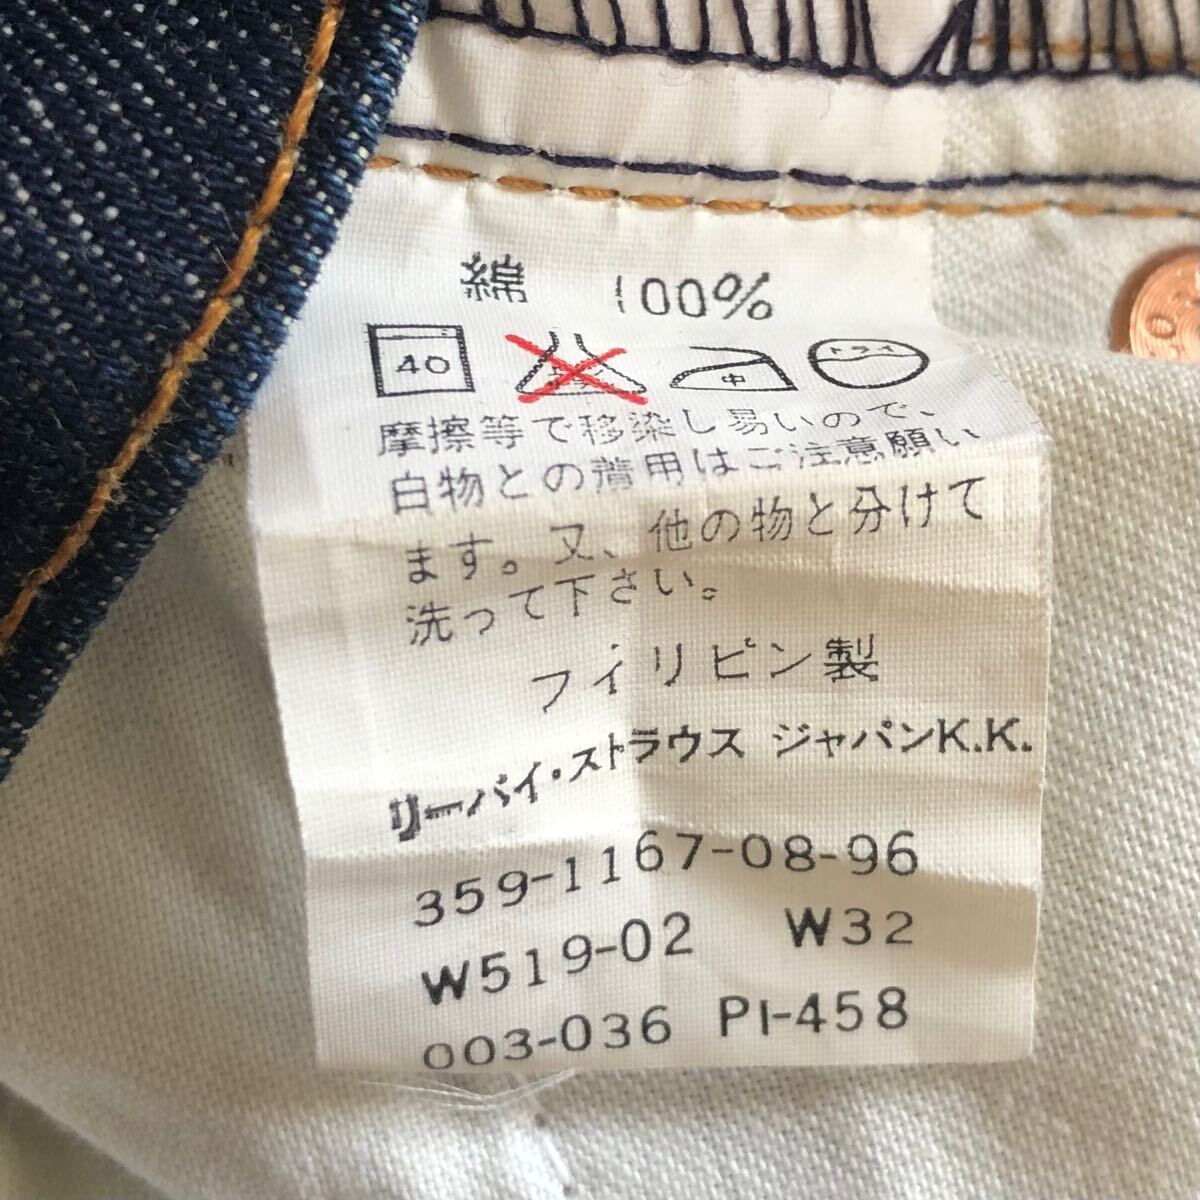 綿 100%
40 中 ドライ
摩擦等で移染し易いので、
白物との着用はご注意願い
ます。又、他の物と分けて
洗って下さい。
フィリピン製
リーバイ・ストラウス ジャパンK.K.
359-1167-08-96
W519-02 W32
003-036 PI-458